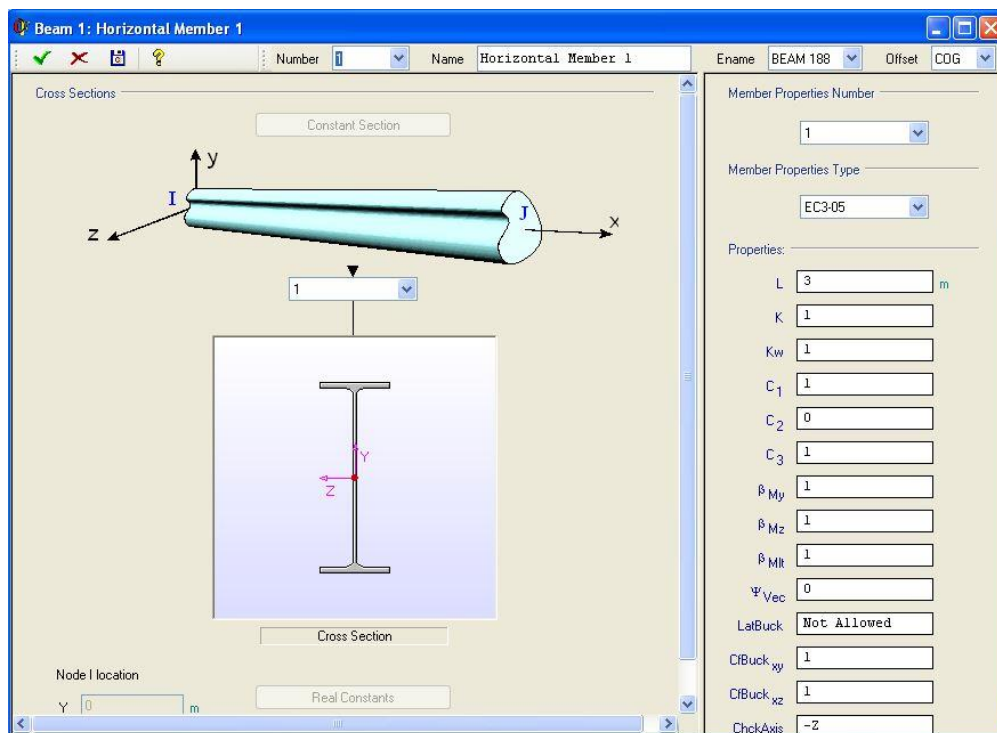 Beam 1: Horizontal Member 1
Number 1 Name Horizontal Member 1 Ename BEAM 188 Offset COG
Cross Sections
Constant Section
y
I
J
z
x
1
Y
Z
Cross Section
Node I location
Y 0 m
Real Constants
Member Properties Number
1
Member Properties Type
EC3-05
Properties:
L 3 m
K 1
Kw 1
C1 1
C2 0
C3 1
βMy 1
βMz 1
βMlt 1
ΨVec 0
LatBuck Not Allowed
CfBuckxy 1
CfBuckxz 1
ChckAxis -Z